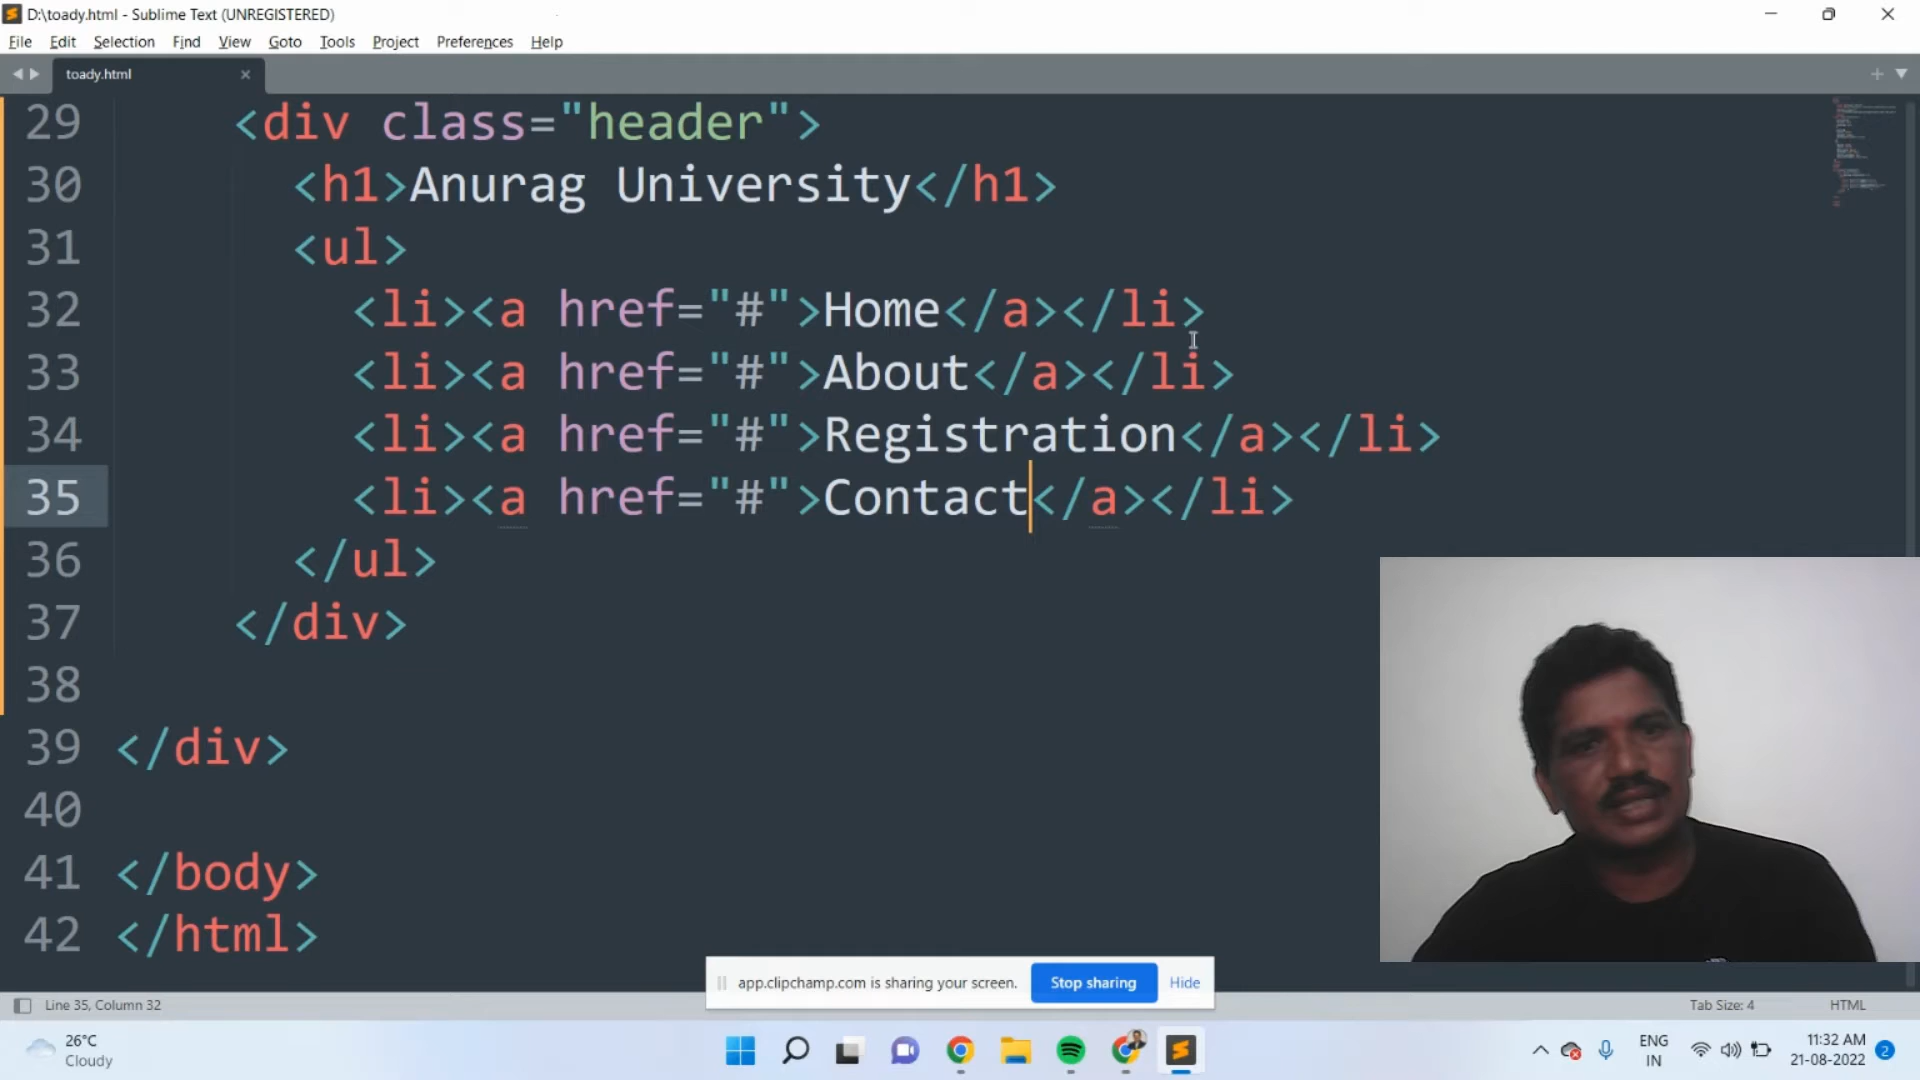 D:\toady.html - Sublime Text (UNREGISTERED)
File Edit Selection Find View Goto Tools Project Preferences Help
toady.html
29 <div class="header">
30 <h1>Anurag University</h1>
31 <ul>
32 <li><a href="#">Home</a></li>
33 <li><a href="#">About</a></li>
34 <li><a href="#">Registration</a></li>
35 <li><a href="#">Contact</a></li>
36 </ul>
37 </div>
38
39 </div>
40
41 </body>
42 </html>
app.clipchamp.com is sharing your screen. Stop sharing Hide
Line 35, Column 32 Tab Size: 4 HTML
26°C
Cloudy
ENG
IN
11:32 AM
21-08-2022
2